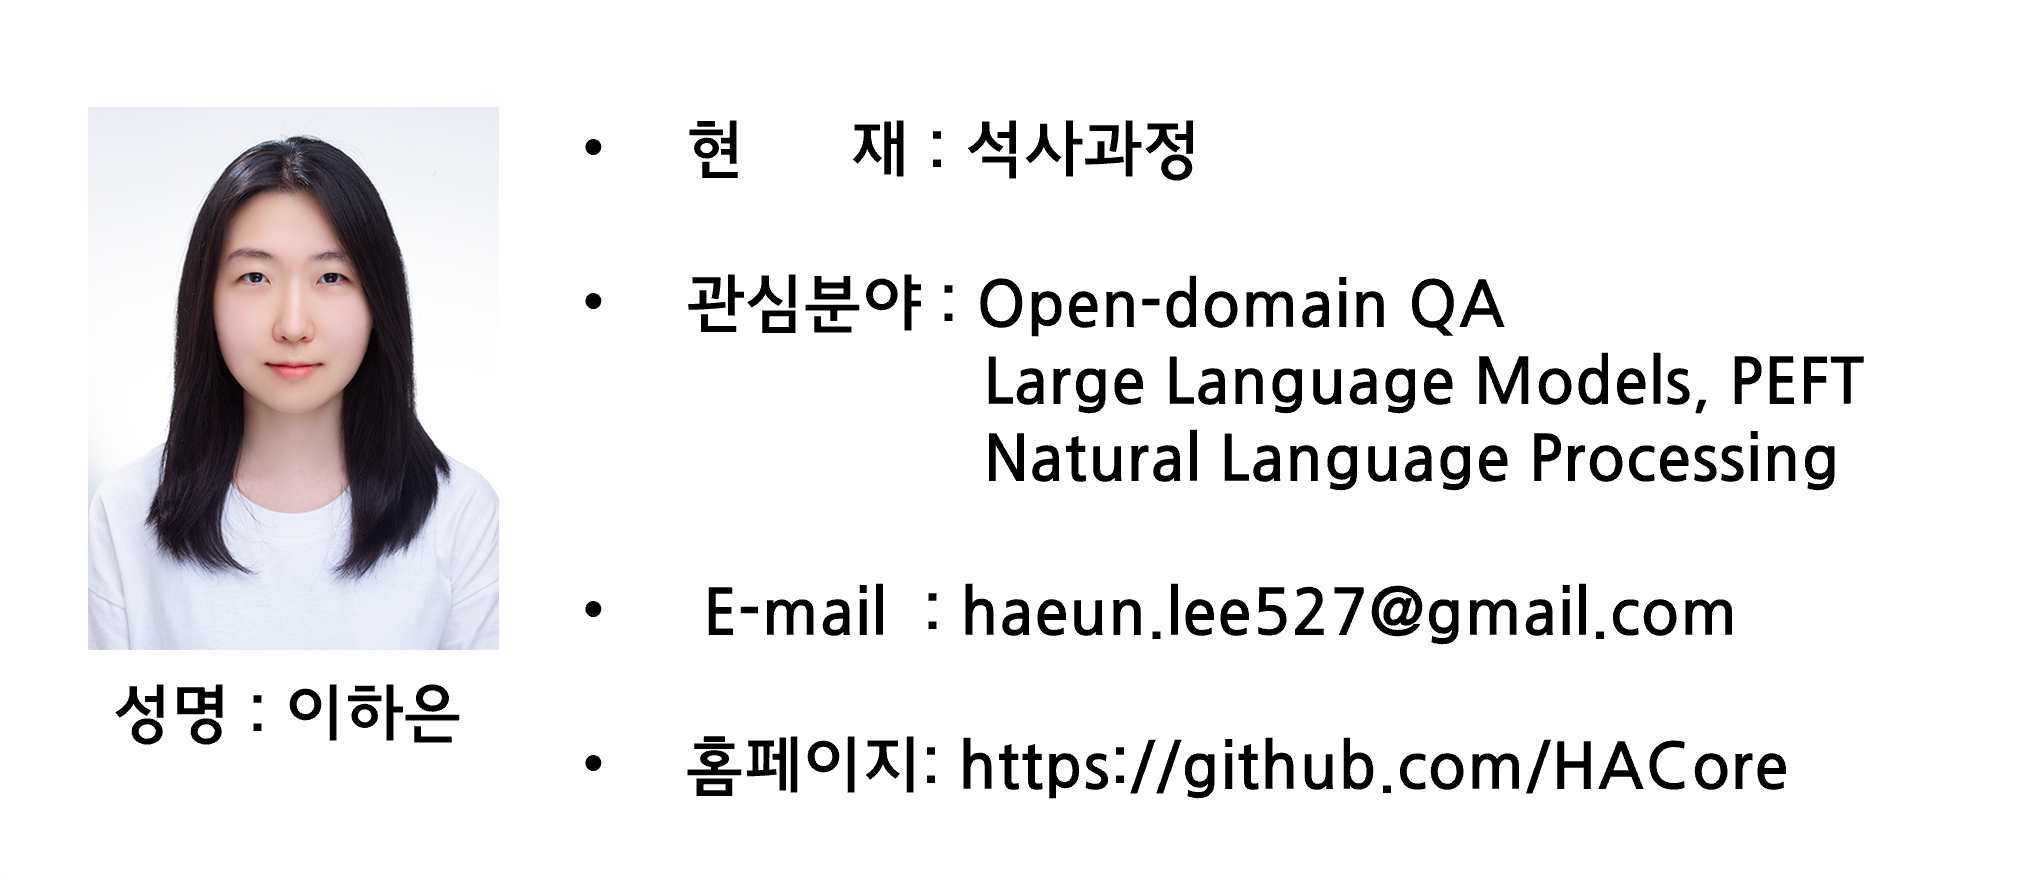 • 현 재 : 석사과정
• 관심분야 : Open-domain QA
Large Language Models, PEFT
Natural Language Processing
• E-mail : haeun.lee527@gmail.com
성명 : 이하은
• 홈페이지: https://github.com/HACore